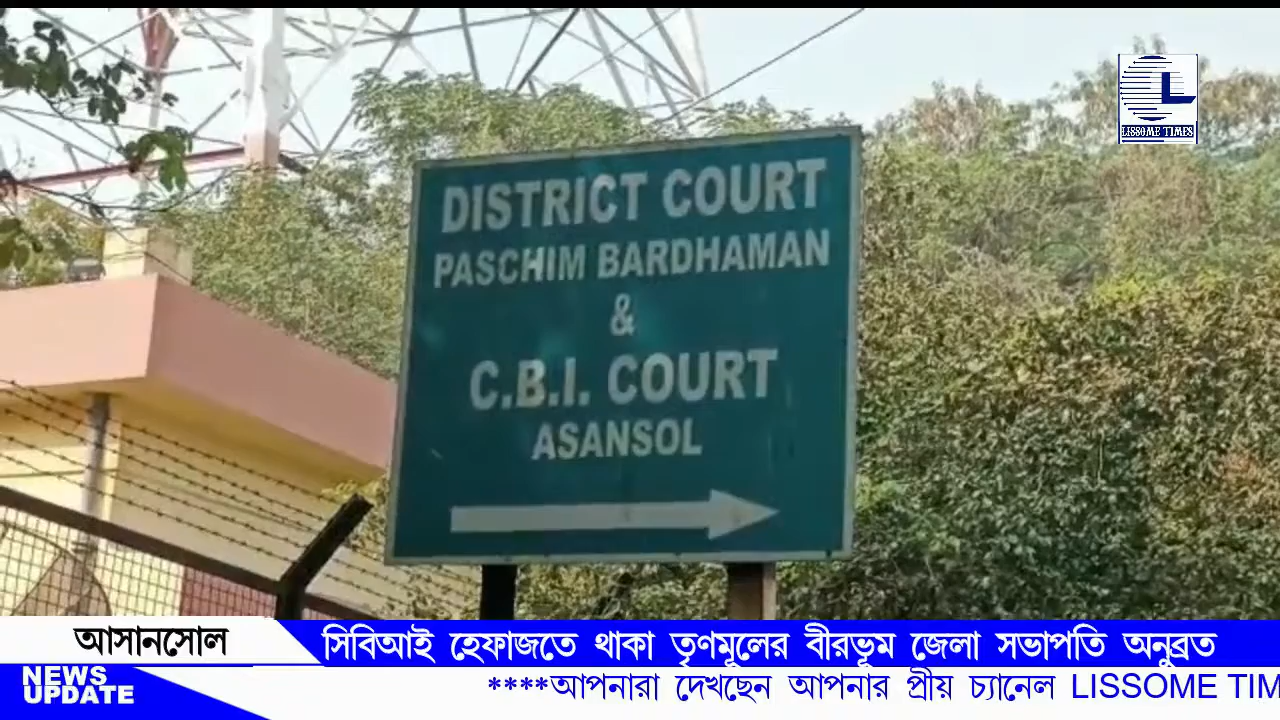 LISSOME TIMES
DISTRICT COURT
PASCHIM BARDHAMAN
&
C.B.I. COURT
ASANSOL
আসানসোল
সিবিআই হেফাজতে থাকা তৃণমূলের বীরভূম জেলা সভাপতি অনুব্রত
NEWS
UPDATE
****আপনারা দেখছেন আপনার প্রীয় চ্যানেল LISSOME TIM